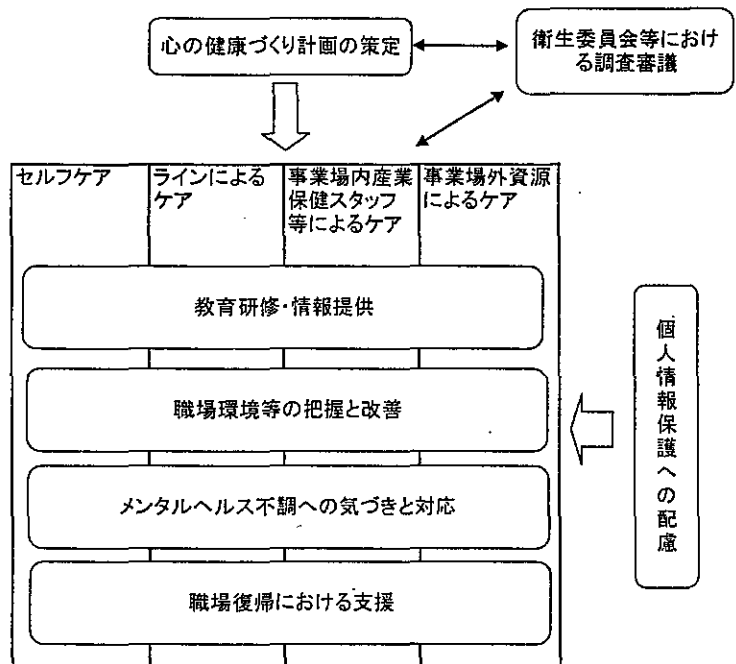 心の健康づくり計画の策定
衛生委員会等におけ
る調査審議
セルフケア
ラインによる
ケア
事業場内産業
保健スタッフ
等によるケア
事業場外資源
によるケア
教育研修・情報提供
職場環境等の把握と改善
メンタルヘルス不調への気づきと対応
職場復帰における支援
個人情報保護への配慮